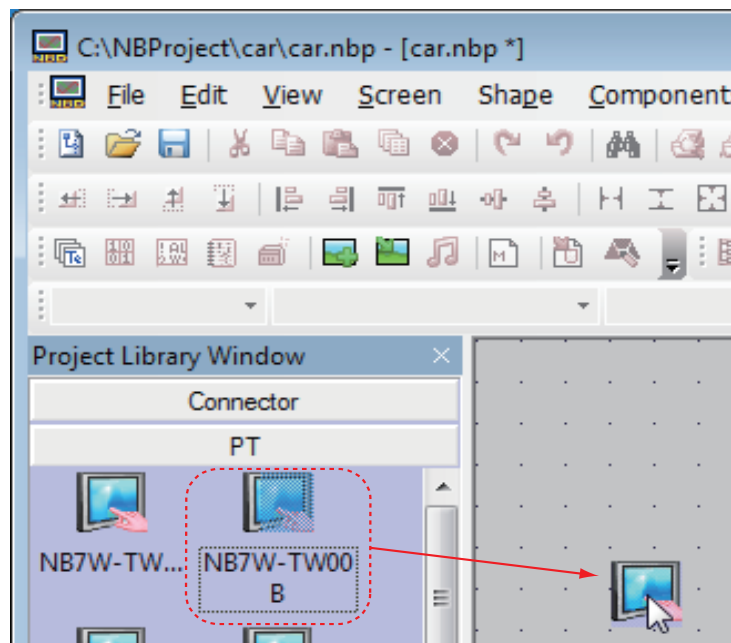 C:\NBProject\car\car.nbp - [car.nbp *]
File Edit View Screen Shape Component
Project Library Window
Connector
PT
NB7W-TW... NB7W-TW00
B